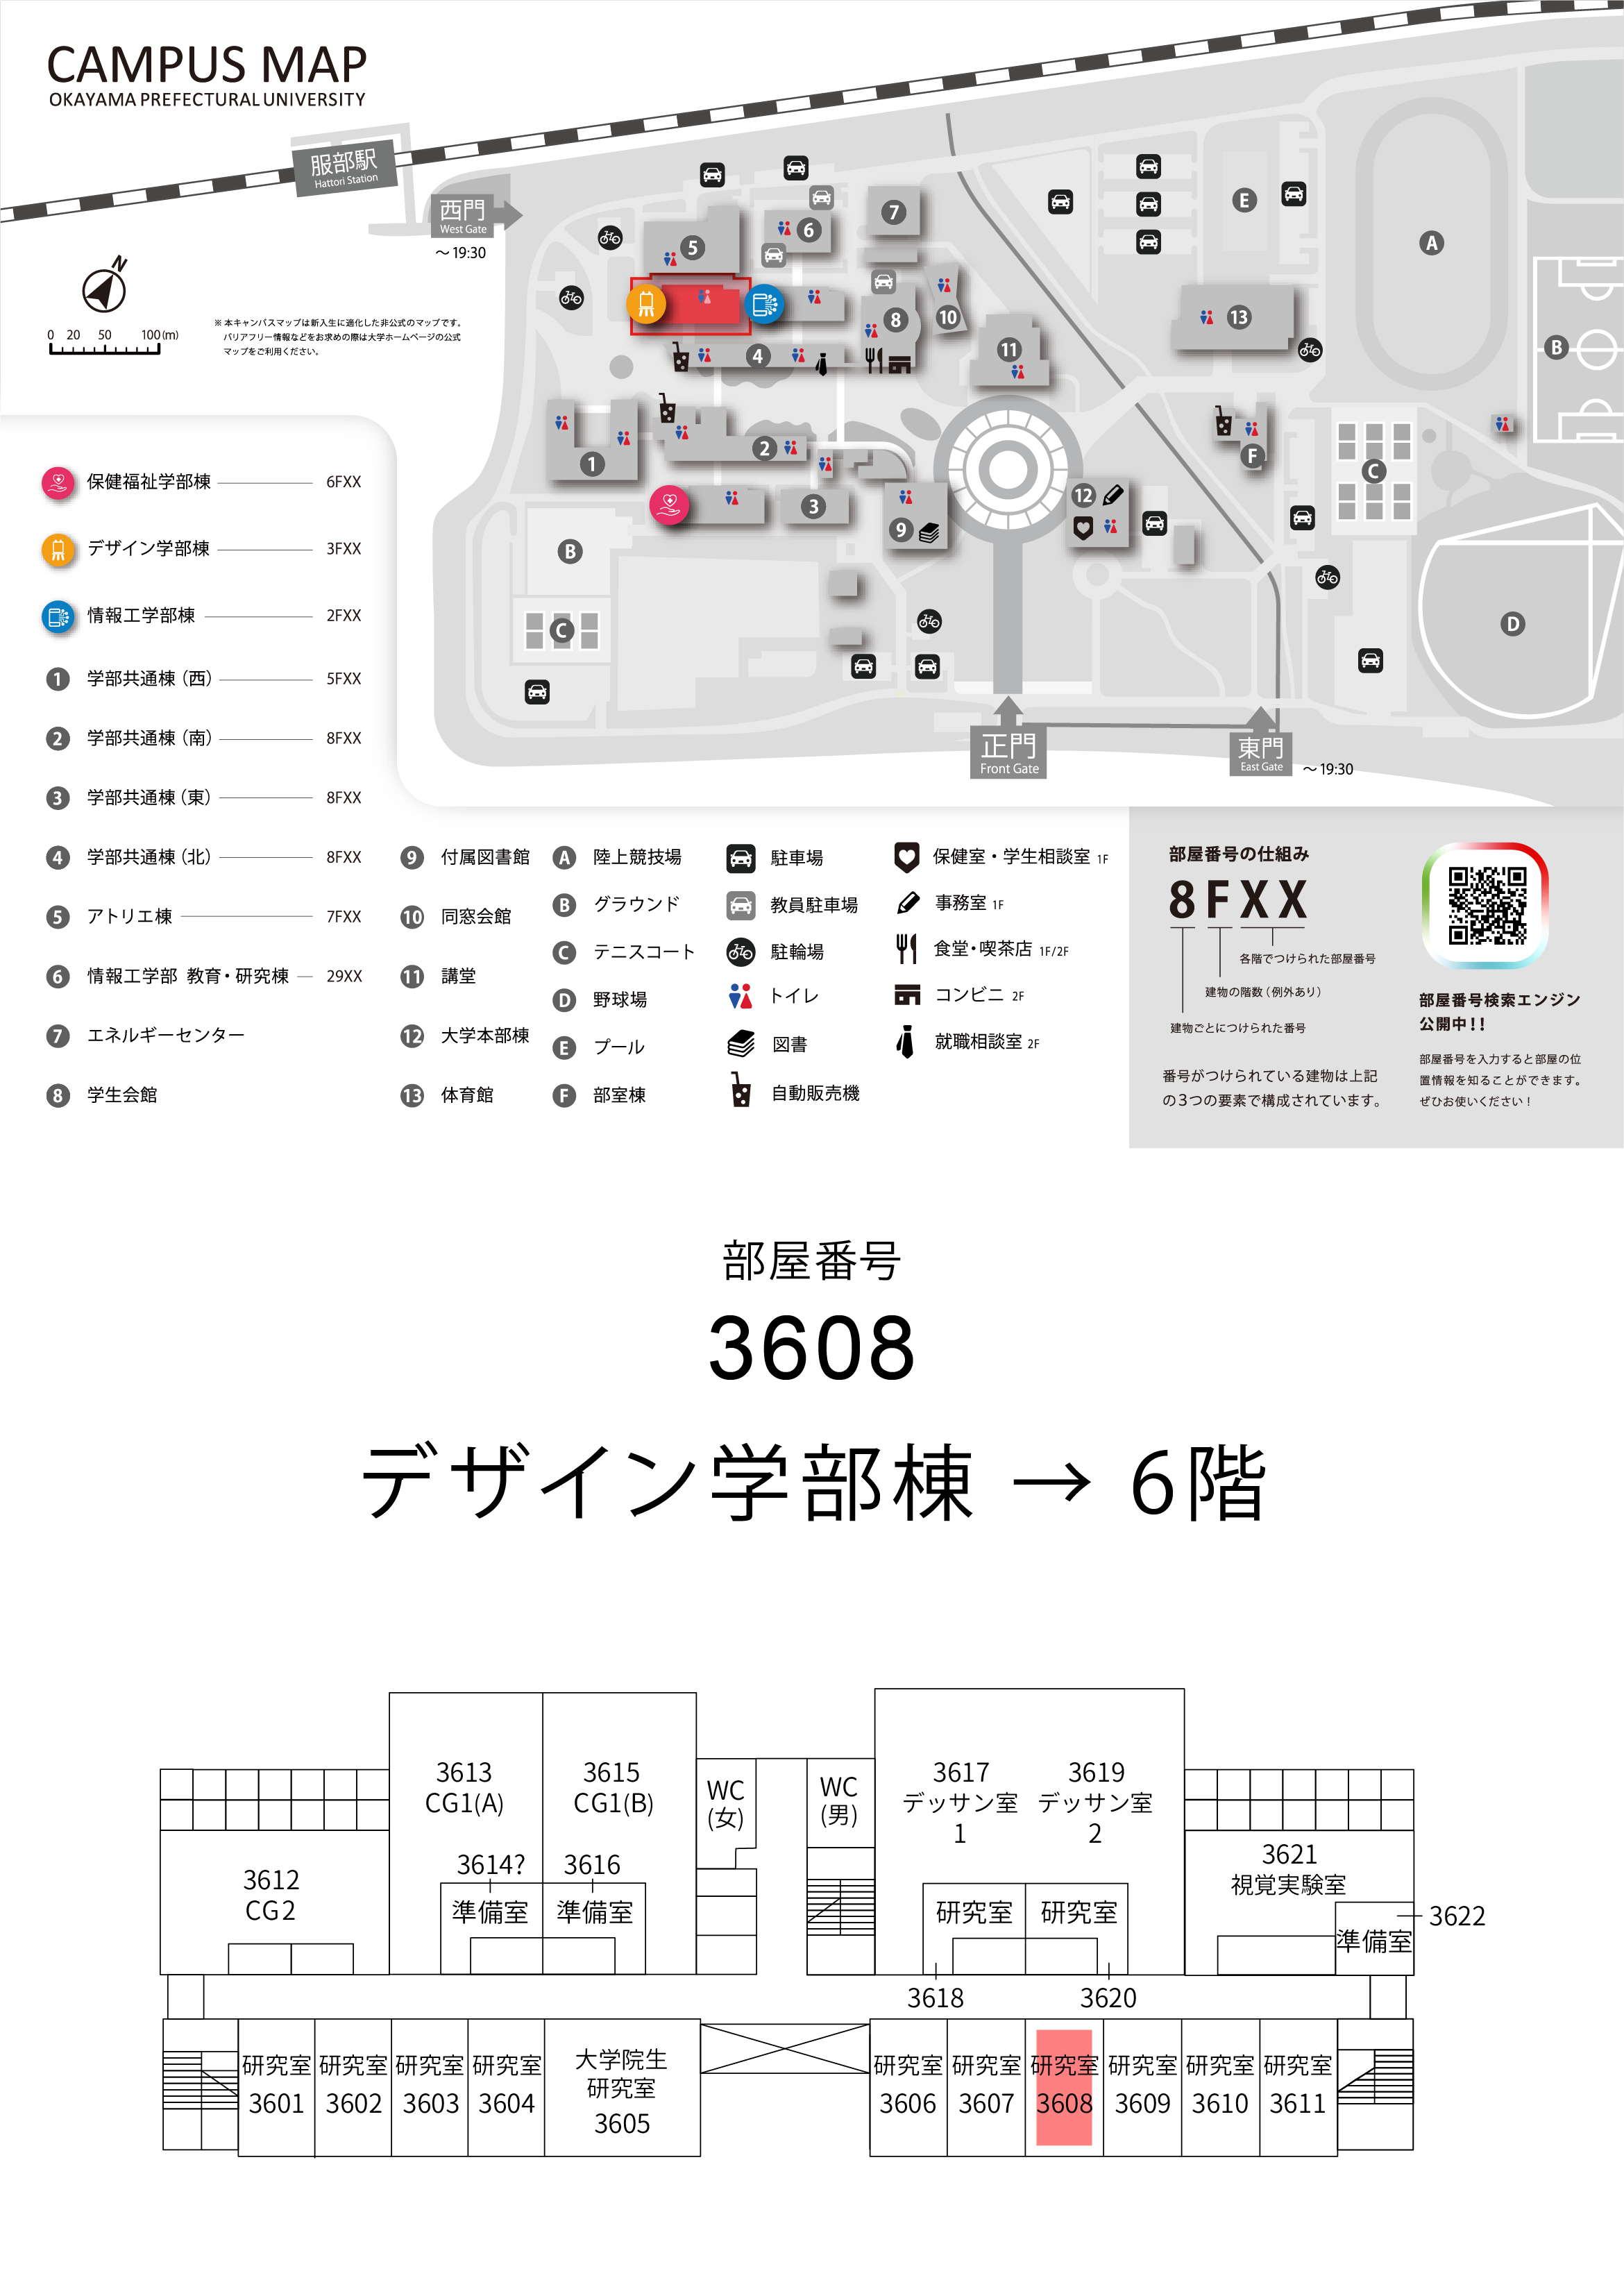 CAMPUS MAP
OKAYAMA PREFECTURAL UNIVERSITY
服部駅
Hattori Station
西門
West Gate
〜19:30
N
0 20 50 100(m)
※ 本キャンパスマップは新入生に適化した非公式のマップです。
バリアフリー情報などをお求めの際は大学ホームページの公式
マップをご利用ください。
7
6
5
E
A
8
10
13
11
4
B
2
1
F
C
3
12
9
B
C
D
正門
Front Gate
東門
East Gate
〜19:30
保健福祉学部棟 6FXX
デザイン学部棟 3FXX
情報工学部棟 2FXX
1 学部共通棟（西） 5FXX
2 学部共通棟（南） 8FXX
3 学部共通棟（東） 8FXX
4 学部共通棟（北） 8FXX
5 アトリエ棟 7FXX
6 情報工学部 教育・研究棟 29XX
7 エネルギーセンター
8 学生会館
9 付属図書館
10 同窓会館
11 講堂
12 大学本部棟
13 体育館
A 陸上競技場
B グラウンド
C テニスコート
D 野球場
E プール
F 部室棟
駐車場
教員駐車場
駐輪場
トイレ
図書
自動販売機
保健室・学生相談室 1F
事務室 1F
食堂・喫茶店 1F/2F
コンビニ 2F
就職相談室 2F
部屋番号の仕組み
8FXX
各階でつけられた部屋番号
建物の階数（例外あり）
建物ごとにつけられた番号
番号がつけられている建物は上記
の3つの要素で構成されています。
部屋番号検索エンジン
公開中！！
部屋番号を入力すると部屋の位
置情報を知ることができます。
ぜひお使いください！
部屋番号
3608
デザイン学部棟 → 6階
3613
CG1(A)
3615
CG1(B)
WC
(女)
WC
(男)
3617
デッサン室
1
3619
デッサン室
2
3612
CG2
3614?
準備室
3616
準備室
研究室
研究室
3621
視覚実験室
3622
準備室
3618
3620
研究室
3601
研究室
3602
研究室
3603
研究室
3604
大学院生
研究室
3605
研究室
3606
研究室
3607
研究室
3608
研究室
3609
研究室
3610
研究室
3611